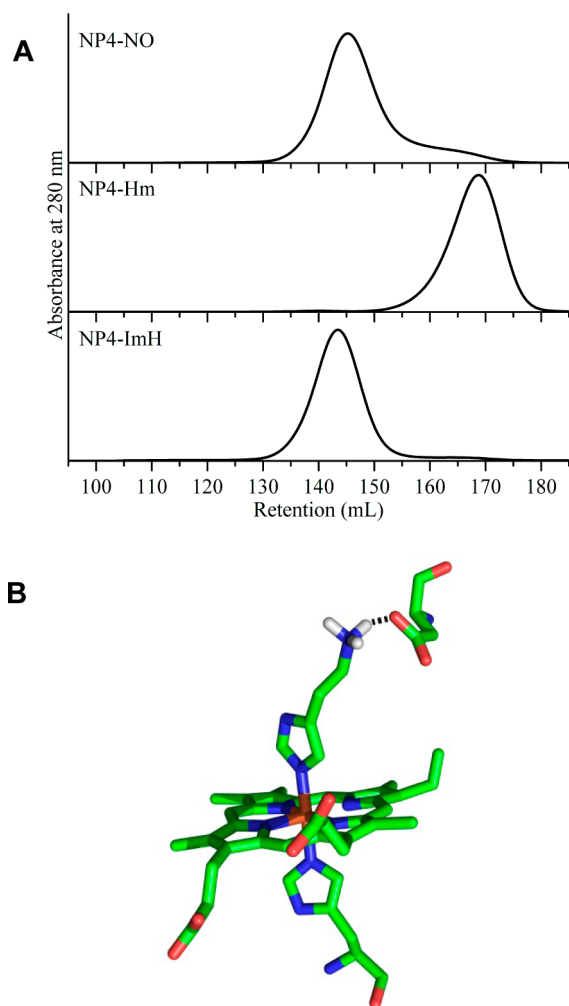 A
NP4-NO
NP4-Hm
NP4-ImH
Absorbance at 280 nm
100 110 120 130 140 150 160 170 180
Retention (mL)
B